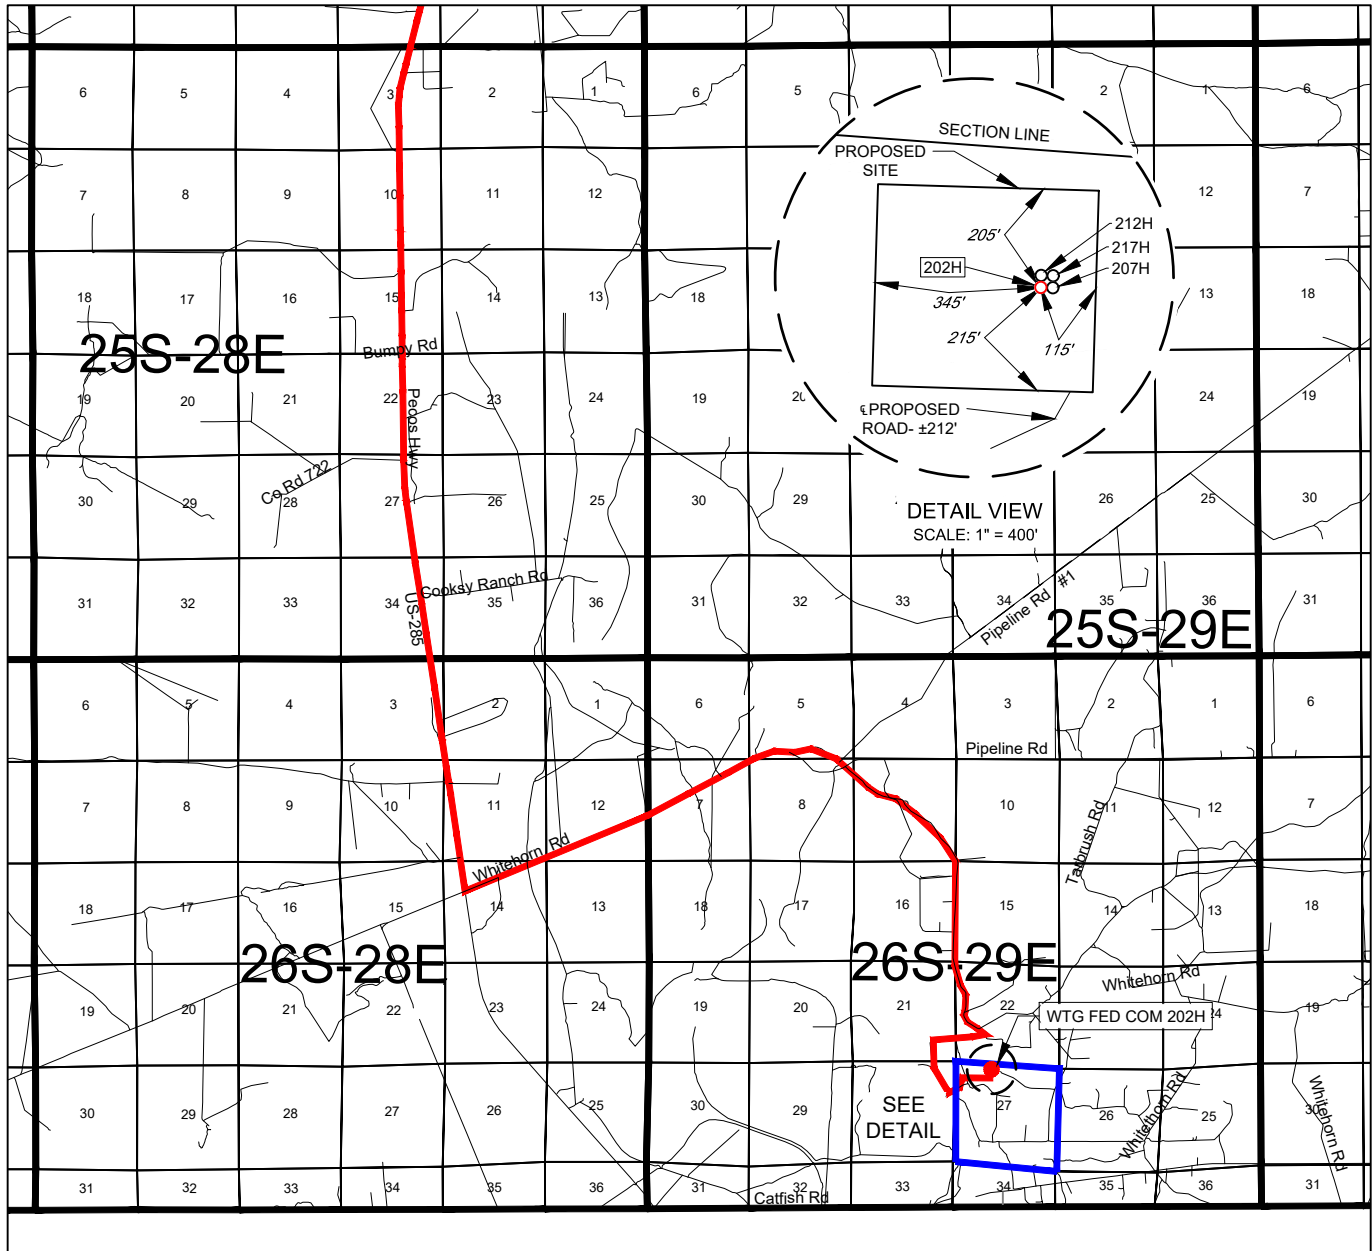 6 5 4 3 2 1 6 5 2 1 6
SECTION LINE
PROPOSED
SITE
7 8 9 10 11 12 12 7
205'
212H
217H
207H
202H
345'
215'
115'
18 17 16 15 14 13 18 13 18
25S-28E
Bumpy Rd
Pecos Hwy
19 20 21 22 23 24 19 20 24 19
℄PROPOSED
ROAD- ±212'
Co Rd 722
30 29 28 27 26 25 30 29 26 25 30
DETAIL VIEW
SCALE: 1" = 400'
Cooksy Ranch Rd
US-285
Pipeline Rd #1
31 32 33 34 35 36 31 32 33 34 35 36 31
25S-29E
6 5 4 3 2 1 6 5 4 3 2 1 6
Pipeline Rd
7 8 9 10 11 12 7 8 10 11 12 7
Tarbrush Rd
Whitehorn Rd
18 17 16 15 14 13 18 17 16 15 14 13 18
26S-28E
26S-29E
Whitehorn Rd
19 20 21 22 23 24 19 20 21 22 24 19
WTG FED COM 202H
30 29 28 27 26 25 30 29 27 26 25 30
SEE
DETAIL
Whitethorn Rd
Whitehorn Rd
31 32 33 34 35 36 31 32 33 34 35 36 31
Catfish Rd